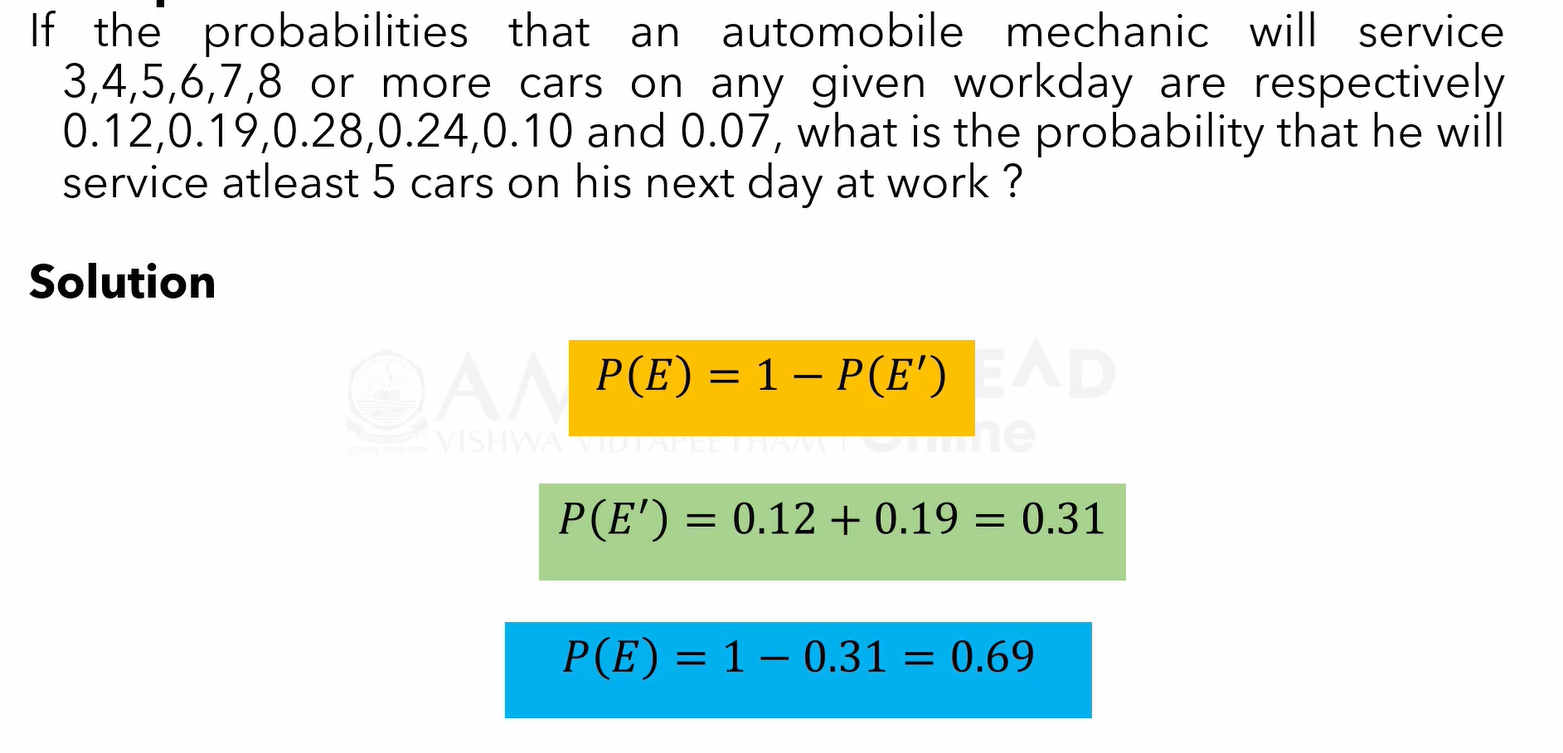 If the probabilities that an automobile mechanic will service
3,4,5,6,7,8 or more cars on any given workday are respectively
0.12,0.19,0.28,0.24,0.10 and 0.07, what is the probability that he will
service atleast 5 cars on his next day at work ?
Solution
P(E) = 1 − P(E′)
VISHWA VIDYAPEETHAM
P(E′) = 0.12 + 0.19 = 0.31
P(E) = 1 − 0.31 = 0.69